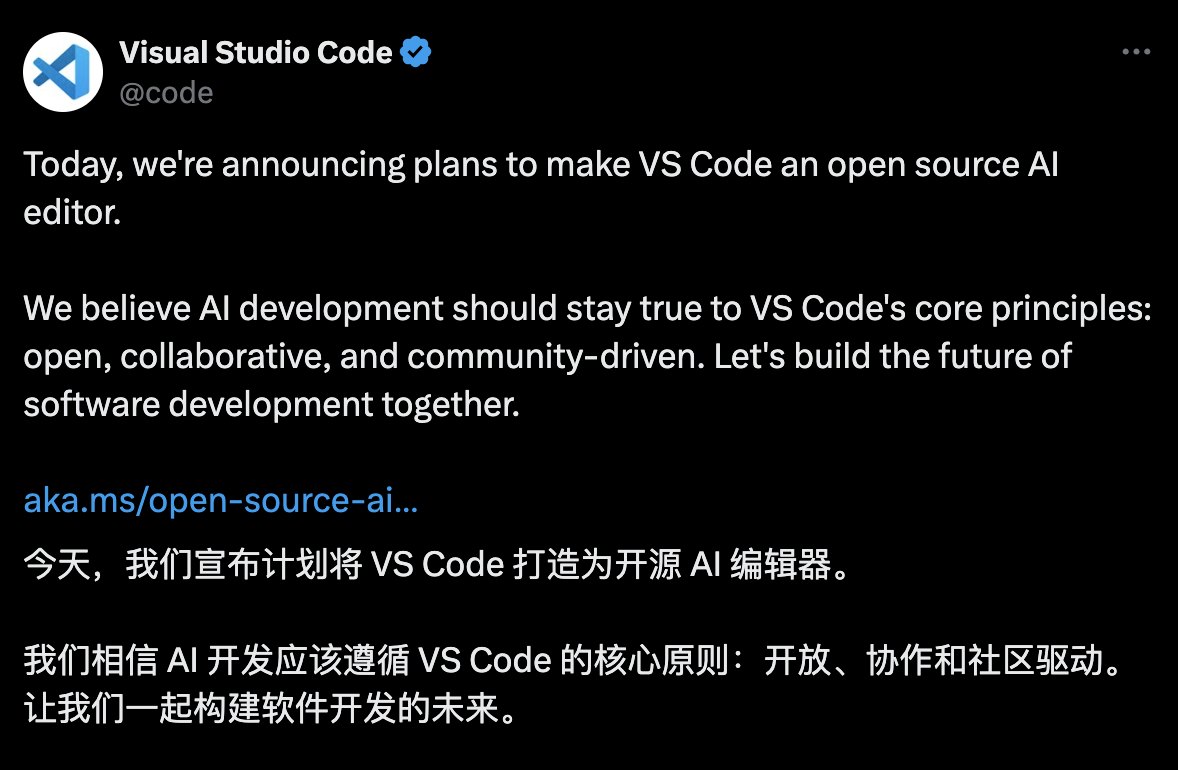 Visual Studio Code
@code
Today, we're announcing plans to make VS Code an open source AI
editor.
We believe AI development should stay true to VS Code's core principles:
open, collaborative, and community-driven. Let's build the future of
software development together.
aka.ms/open-source-ai…
今天，我们宣布计划将 VS Code 打造为开源 AI 编辑器。
我们相信 AI 开发应该遵循 VS Code 的核心原则：开放、协作和社区驱动。
让我们一起构建软件开发的未来。